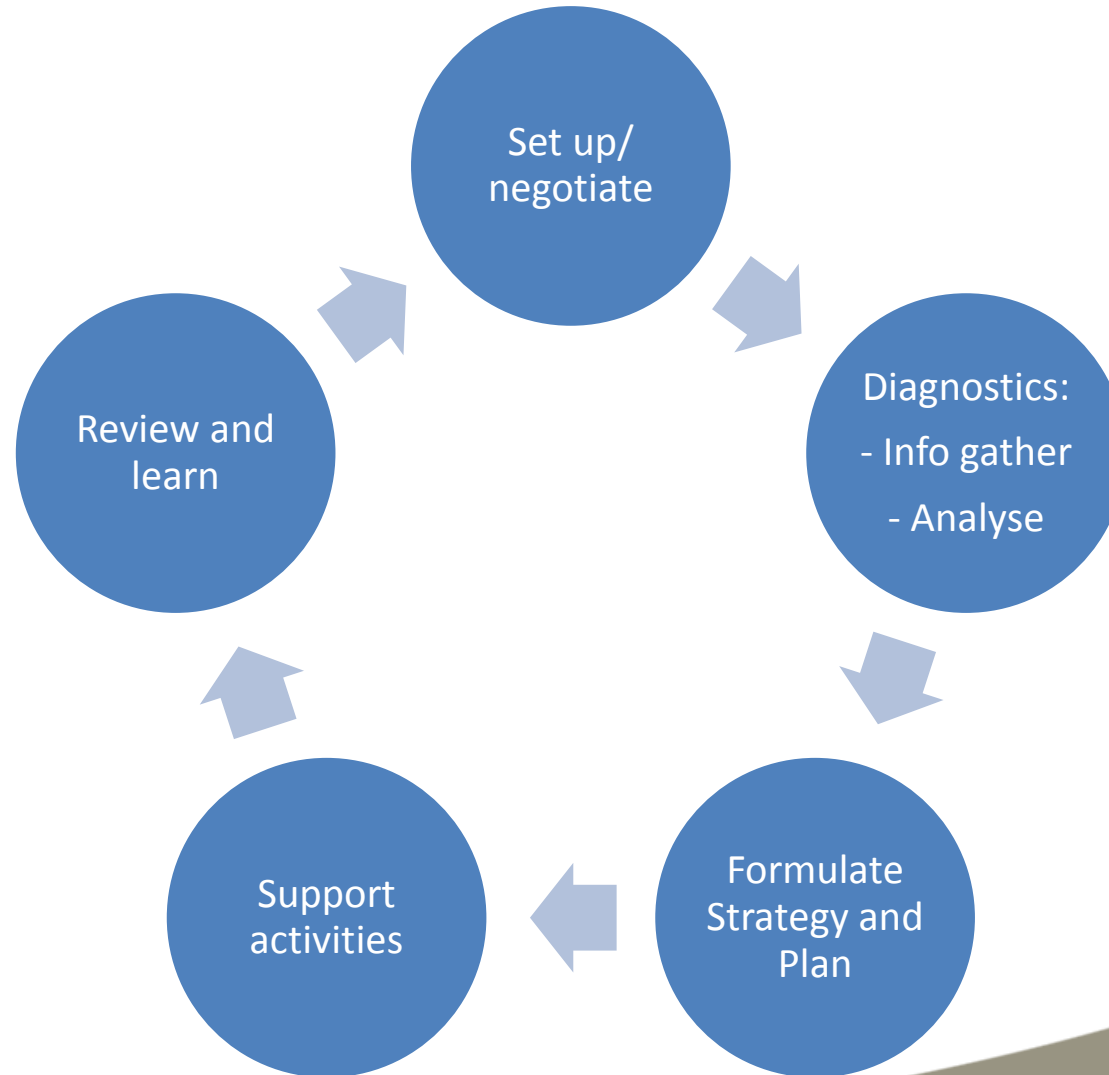 Set up/
negotiate
Diagnostics:
- Info gather
- Analyse
Formulate
Strategy and
Plan
Support
activities
Review and
learn